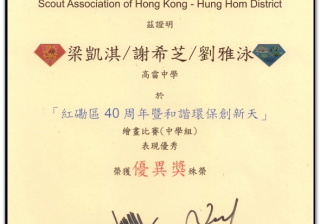 Scout Association of Hong Kong - Hung Hom District
茲證明
梁凱淇/謝希芝/劉雅泳
高雷中學
於
「紅磡區 40 周年暨和諧環保創新天」
繪畫比賽(中學組)
表現優秀
榮獲優異獎殊榮